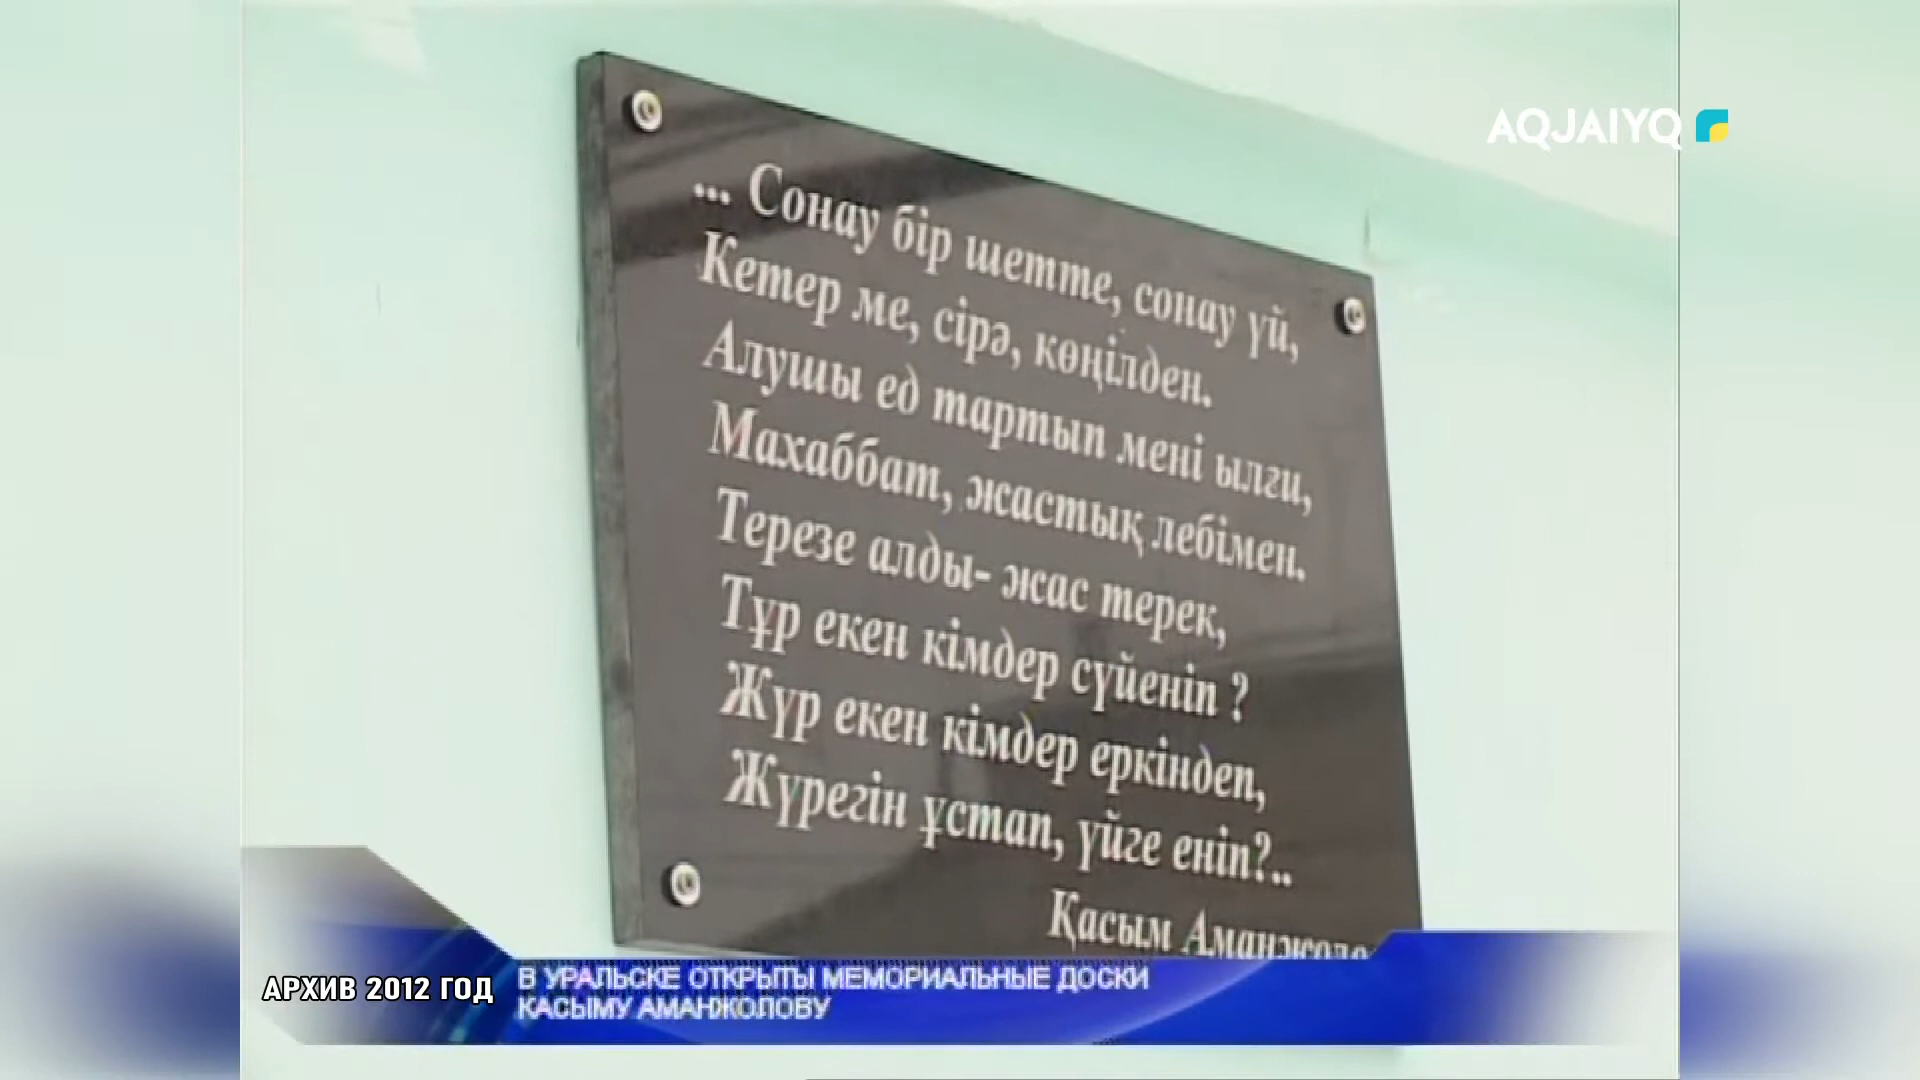 AQJAIYQ
... Сонау бір шетте, сонау үй,
Кетер ме, сірә, көңілден.
Алушы ед тартып мені ылғи,
Махаббат, жастық лебімен.
Терезе алды- жас терек,
Тұр екен кімдер сүйеніп ?
Жүр екен кімдер еркіндеп,
Жүрегін ұстап, үйге еніп?..
Қасым
АРХИВ 2012 ГОД
В УРАЛЬСКЕ ОТКРЫТЫ МЕМОРИАЛЬНЫЕ ДОСКИ
КАСЫМУ АМАНЖОЛОВУ